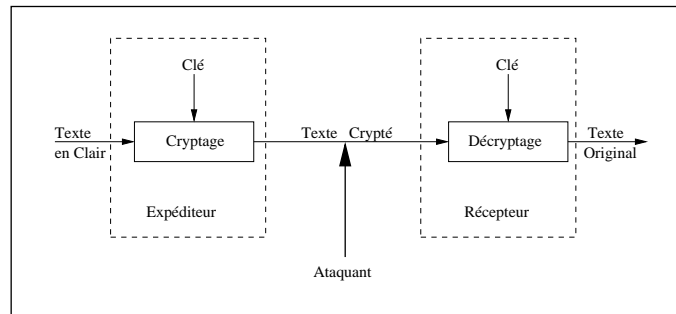 Clé
Clé
Texte
en Clair
Cryptage
Texte Crypté
Décryptage
Texte
Original
Expéditeur
Récepteur
Ataquant